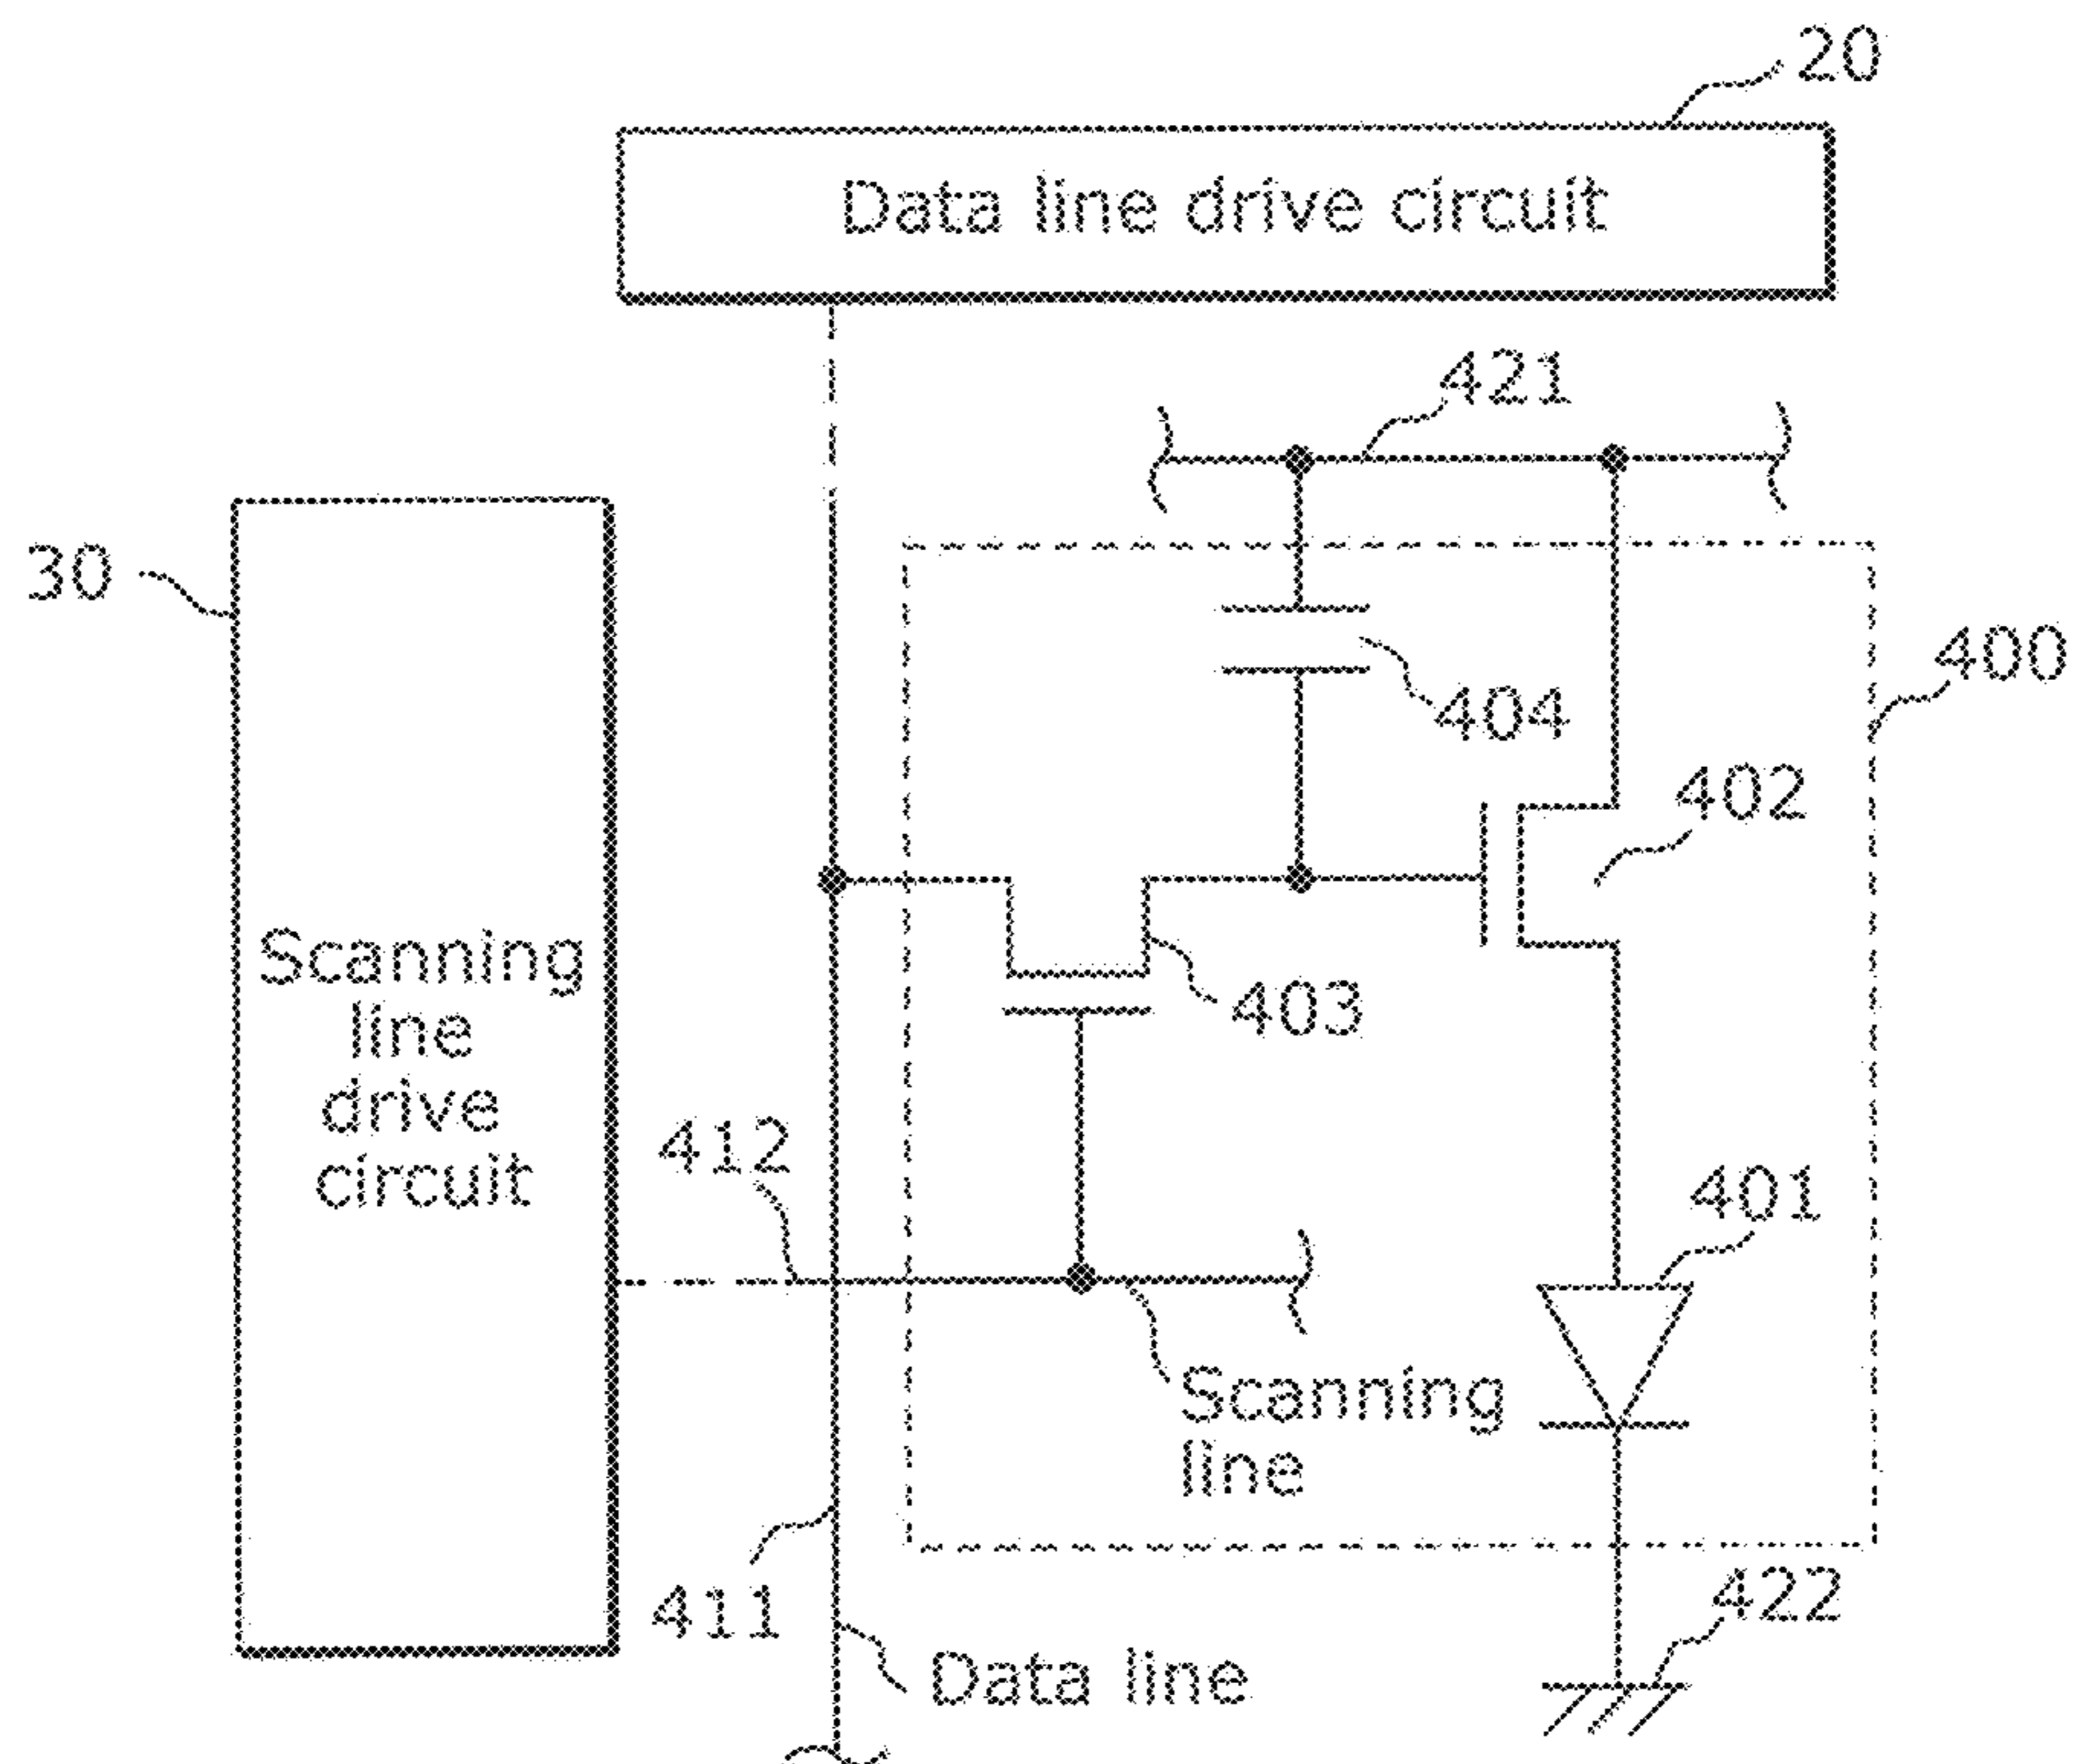 20
Data line drive circuit
421
30
400
404
402
Scanning
line
drive
circuit
403
412
401
Scanning
line
411
422
Data line